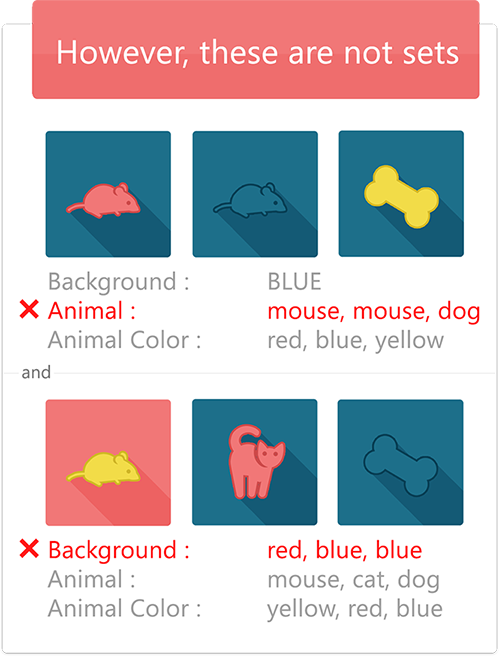 However, these are not sets
Background : BLUE
❌ Animal : mouse, mouse, dog
Animal Color : red, blue, yellow
and
❌ Background : red, blue, blue
Animal : mouse, cat, dog
Animal Color : yellow, red, blue